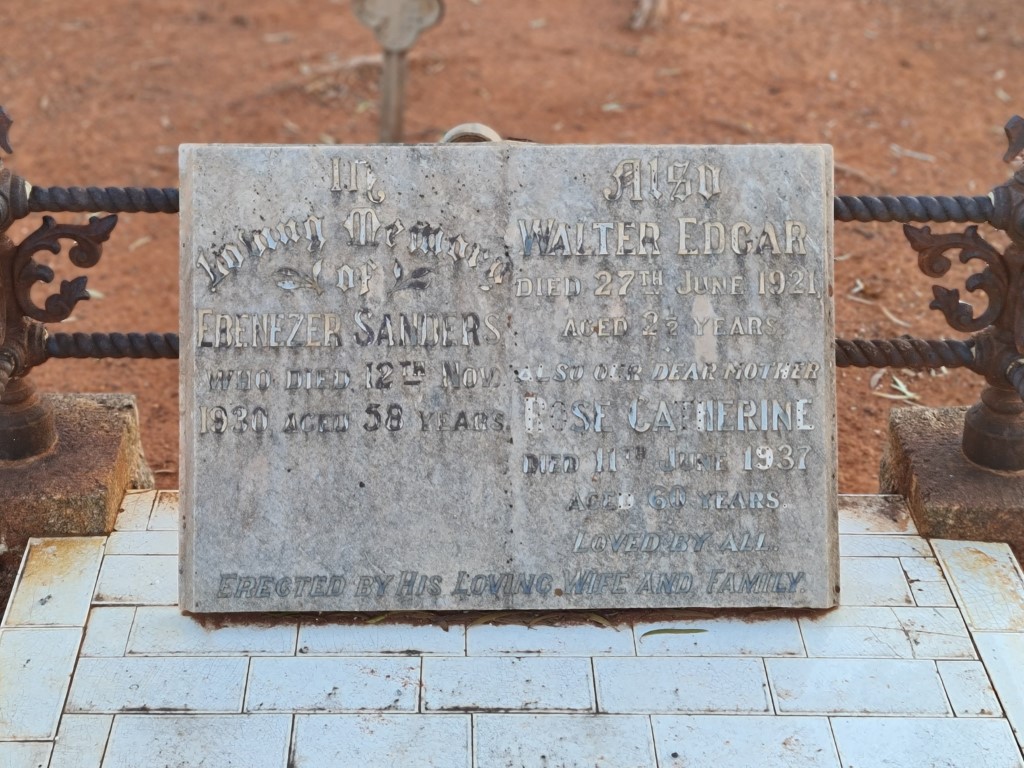 In
Loving Memory
of
EBENEZER SANDERS
WHO DIED 12TH NOV.
1930 AGED 58 YEARS.
Also
WALTER EDGAR
DIED 27TH JUNE 1921
AGED 2½ YEARS
ALSO OUR DEAR MOTHER
ROSE CATHERINE
DIED 11TH JUNE 1937
AGED 60 YEARS.
LOVED BY ALL.
ERECTED BY HIS LOVING WIFE AND FAMILY.